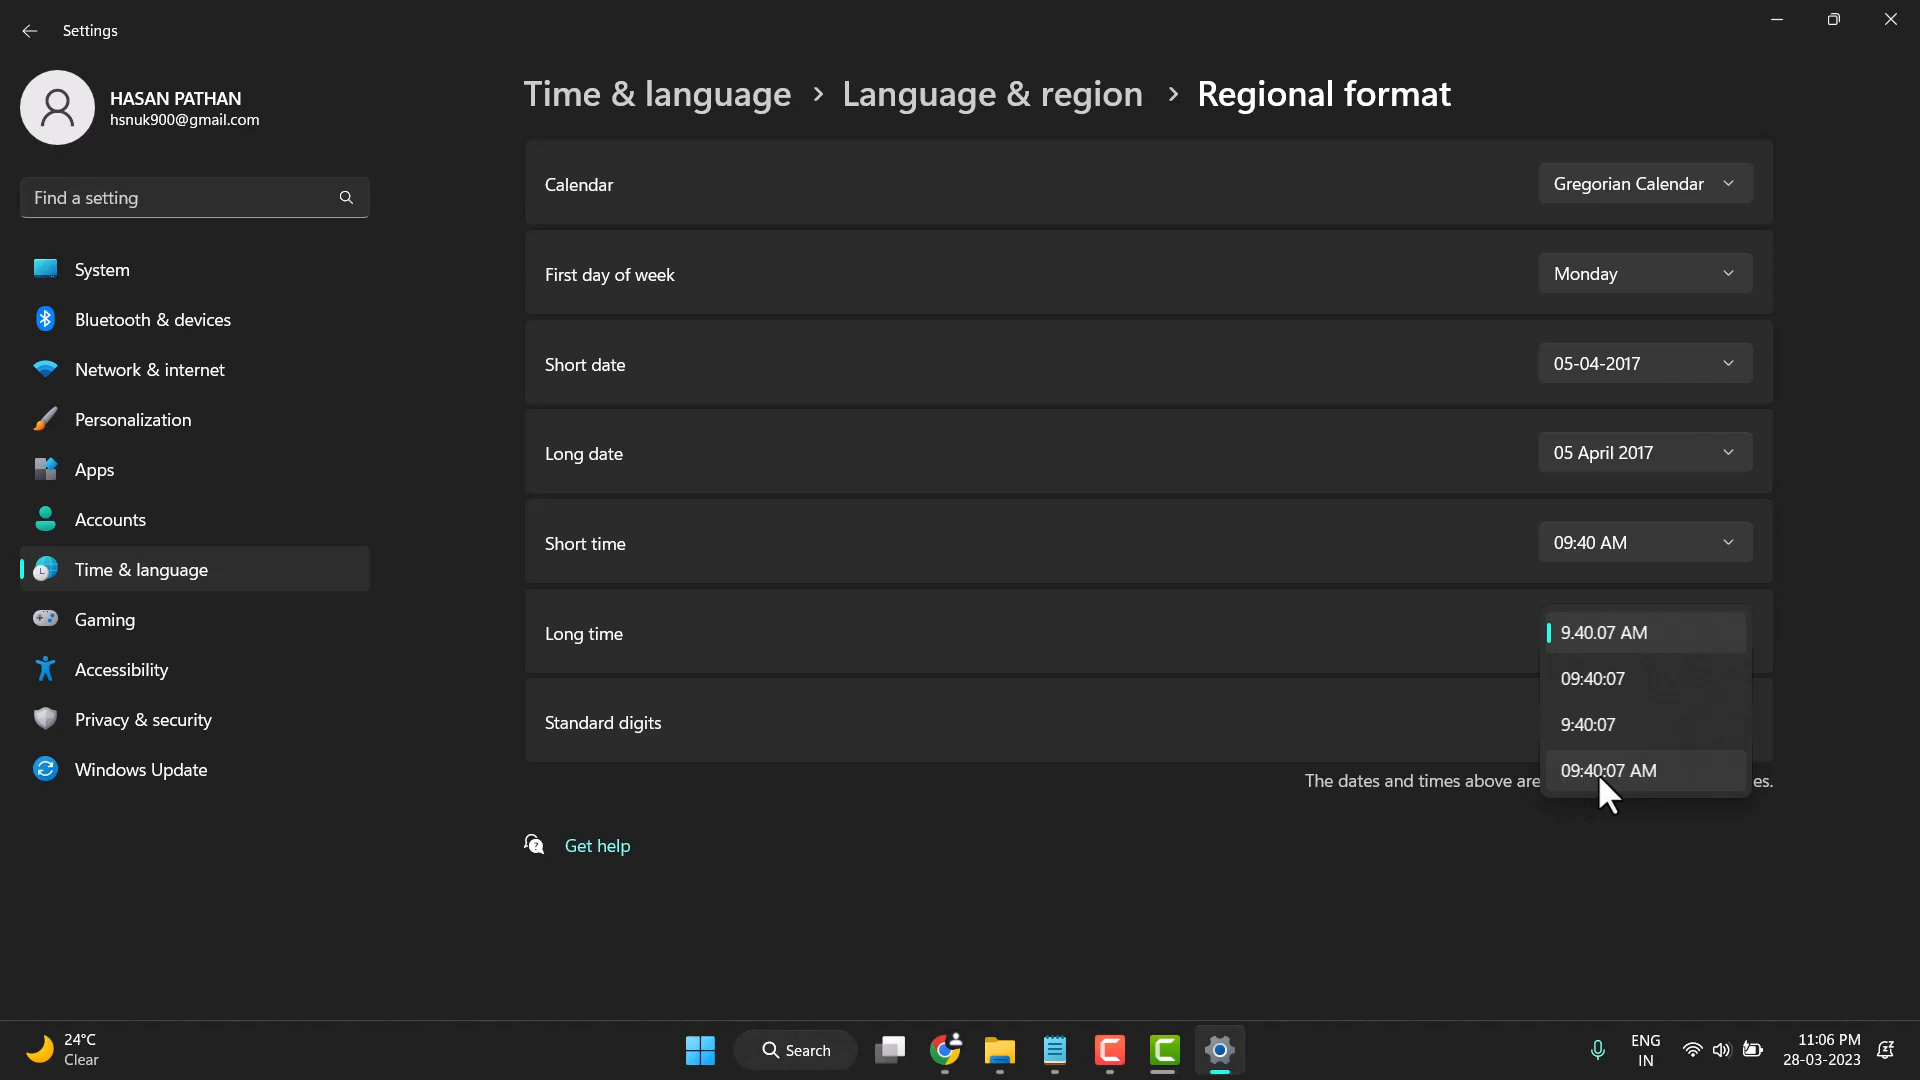 Settings
HASAN PATHAN
hsnuk900@gmail.com
Find a setting
System
Bluetooth & devices
Network & internet
Personalization
Apps
Accounts
Time & language
Gaming
Accessibility
Privacy & security
Windows Update
Time & language > Language & region > Regional format
Calendar
Gregorian Calendar
First day of week
Monday
Short date
05-04-2017
Long date
05 April 2017
Short time
09:40 AM
Long time
9.40.07 AM
09:40:07
9:40:07
09:40:07 AM
Standard digits
The dates and times above are
es.
Get help
24°C
Clear
Search
ENG
IN
11:06 PM
28-03-2023